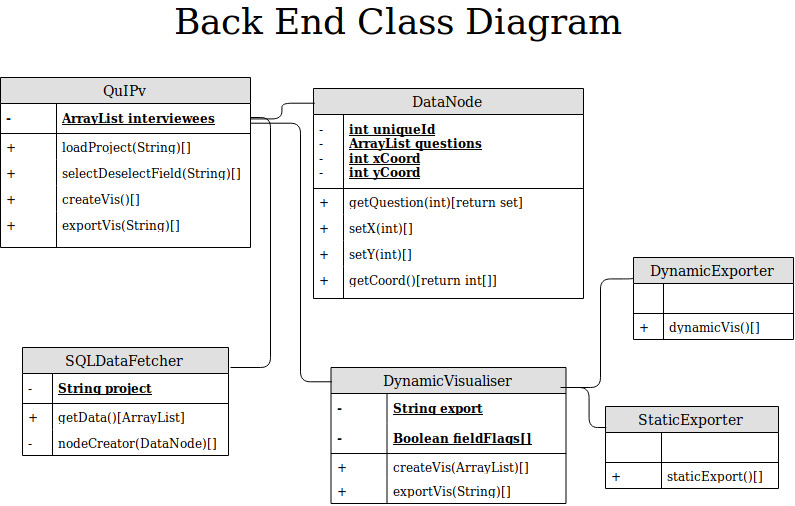 Back End Class Diagram
QuIPv
- ArrayList interviewees
+ loadProject(String)[]
+ selectDeselectField(String)[]
+ createVis()[]
+ exportVis(String)[]
DataNode
- int uniqueId
- ArrayList questions
- int xCoord
- int yCoord
+ getQuestion(int)[return set]
+ setX(int)[]
+ setY(int)[]
+ getCoord()[return int[]]
DynamicExporter
+ dynamicVis()[]
SQLDataFetcher
- String project
+ getData()[ArrayList]
- nodeCreator(DataNode)[]
DynamicVisualiser
- String export
- Boolean fieldFlags[]
+ createVis(ArrayList)[]
+ exportVis(String)[]
StaticExporter
+ staticExport()[]